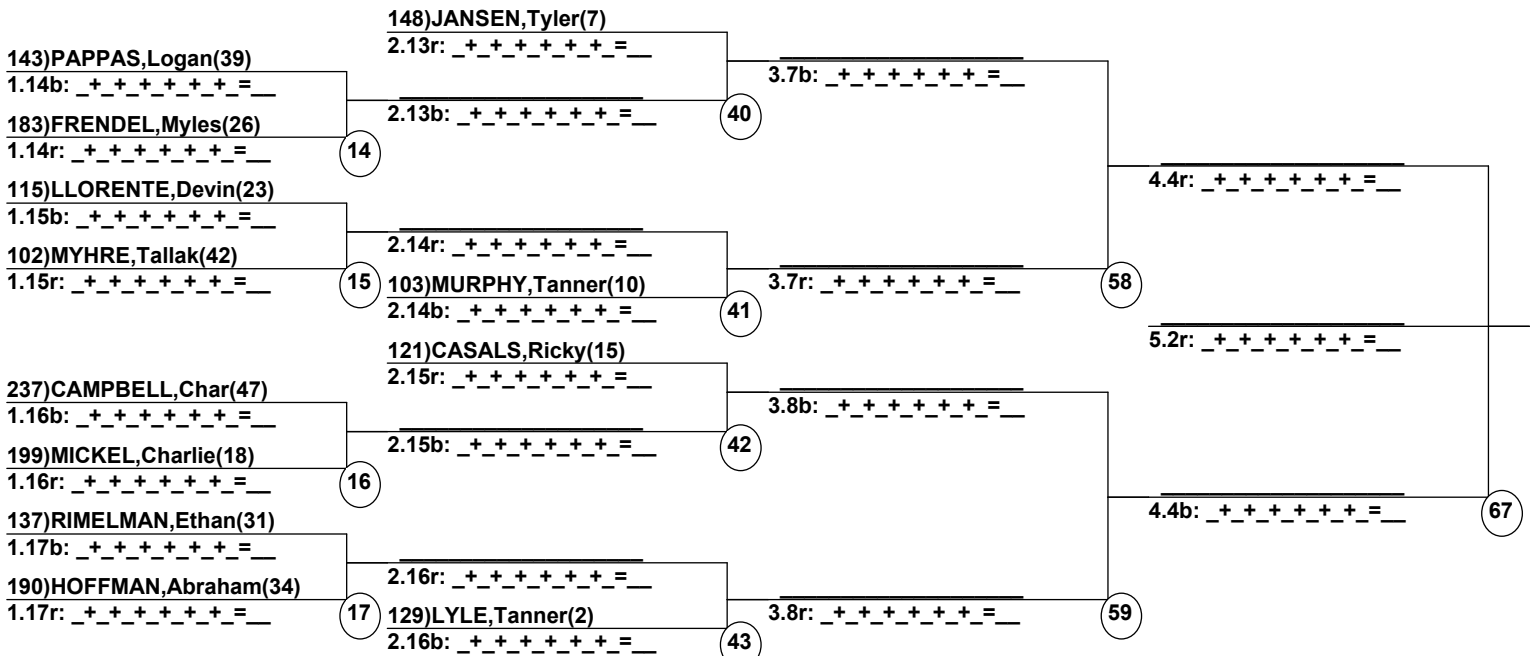 148)JANSEN,Tyler(7)
2.13r: _+_+_+_+_+_=__
143)PAPPAS,Logan(39)
1.14b: _+_+_+_+_+_=__
3.7b: _+_+_+_+_+_=__
2.13b: _+_+_+_+_+_=__
40
183)FRENDEL,Myles(26)
1.14r: _+_+_+_+_+_=__
14
4.4r: _+_+_+_+_+_=__
115)LLORENTE,Devin(23)
1.15b: _+_+_+_+_+_=__
2.14r: _+_+_+_+_+_=__
102)MYHRE,Tallak(42)
1.15r: _+_+_+_+_+_=__
15
3.7r: _+_+_+_+_+_=__
58
103)MURPHY,Tanner(10)
2.14b: _+_+_+_+_+_=__
41
5.2r: _+_+_+_+_+_=__
121)CASALS,Ricky(15)
2.15r: _+_+_+_+_+_=__
237)CAMPBELL,Char(47)
1.16b: _+_+_+_+_+_=__
3.8b: _+_+_+_+_+_=__
2.15b: _+_+_+_+_+_=__
42
199)MICKEL,Charlie(18)
1.16r: _+_+_+_+_+_=__
16
4.4b: _+_+_+_+_+_=__
67
137)RIMELMAN,Ethan(31)
1.17b: _+_+_+_+_+_=__
2.16r: _+_+_+_+_+_=__
190)HOFFMAN,Abraham(34)
1.17r: _+_+_+_+_+_=__
17
3.8r: _+_+_+_+_+_=__
59
129)LYLE,Tanner(2)
2.16b: _+_+_+_+_+_=__
43